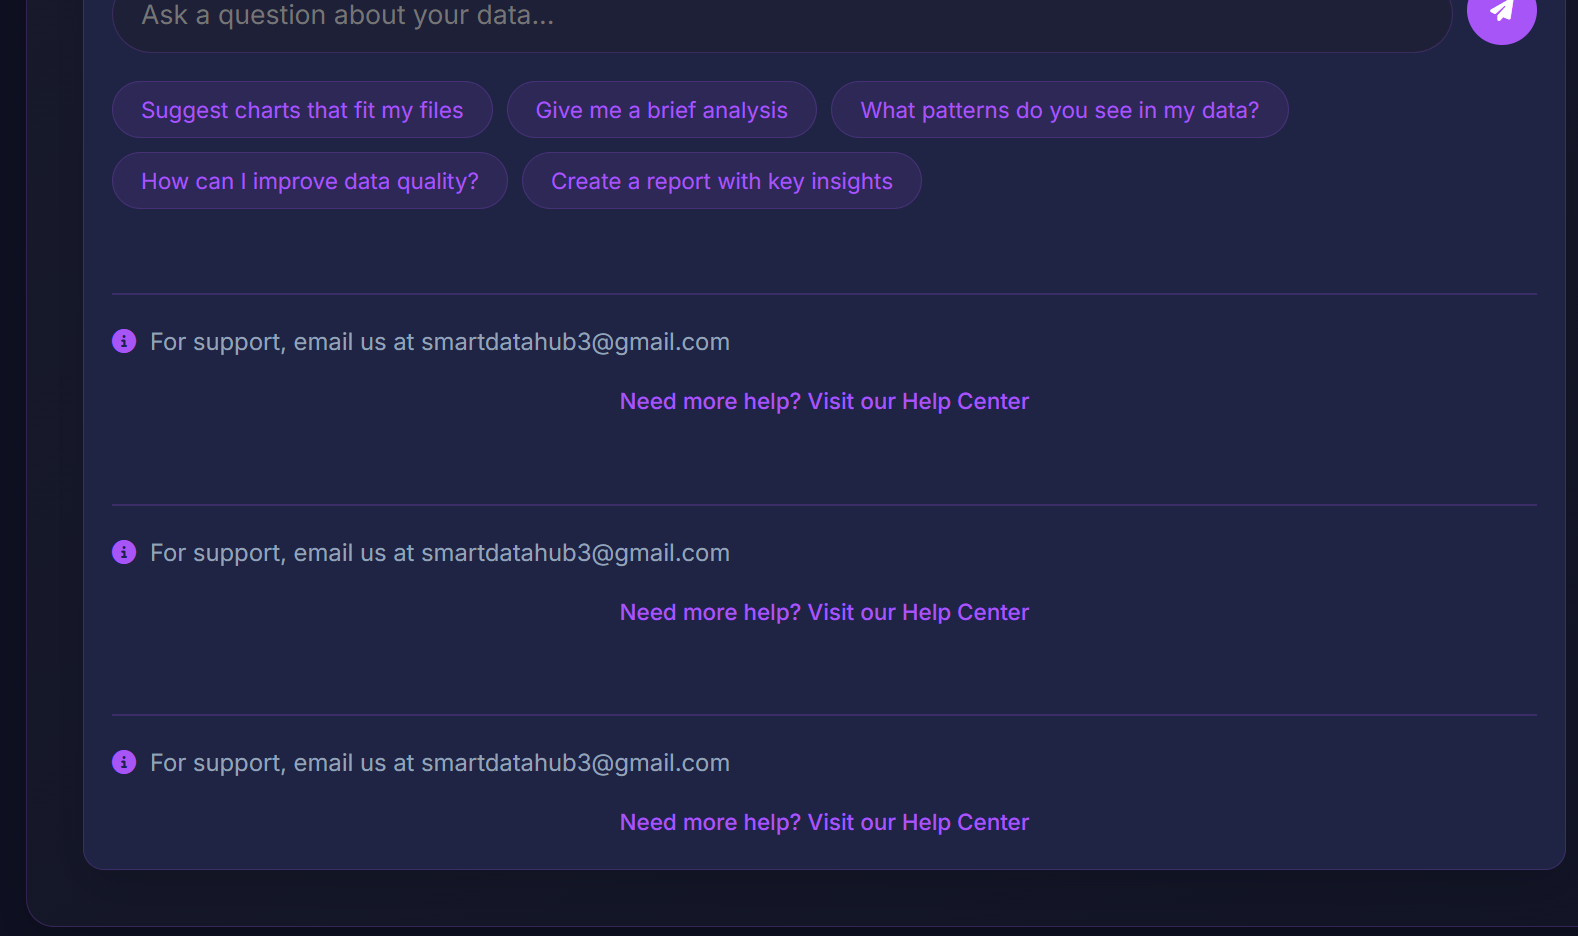 Ask a question about your data...
Suggest charts that fit my files
Give me a brief analysis
What patterns do you see in my data?
How can I improve data quality?
Create a report with key insights
For support, email us at smartdatahub3@gmail.com
Need more help? Visit our Help Center
For support, email us at smartdatahub3@gmail.com
Need more help? Visit our Help Center
For support, email us at smartdatahub3@gmail.com
Need more help? Visit our Help Center